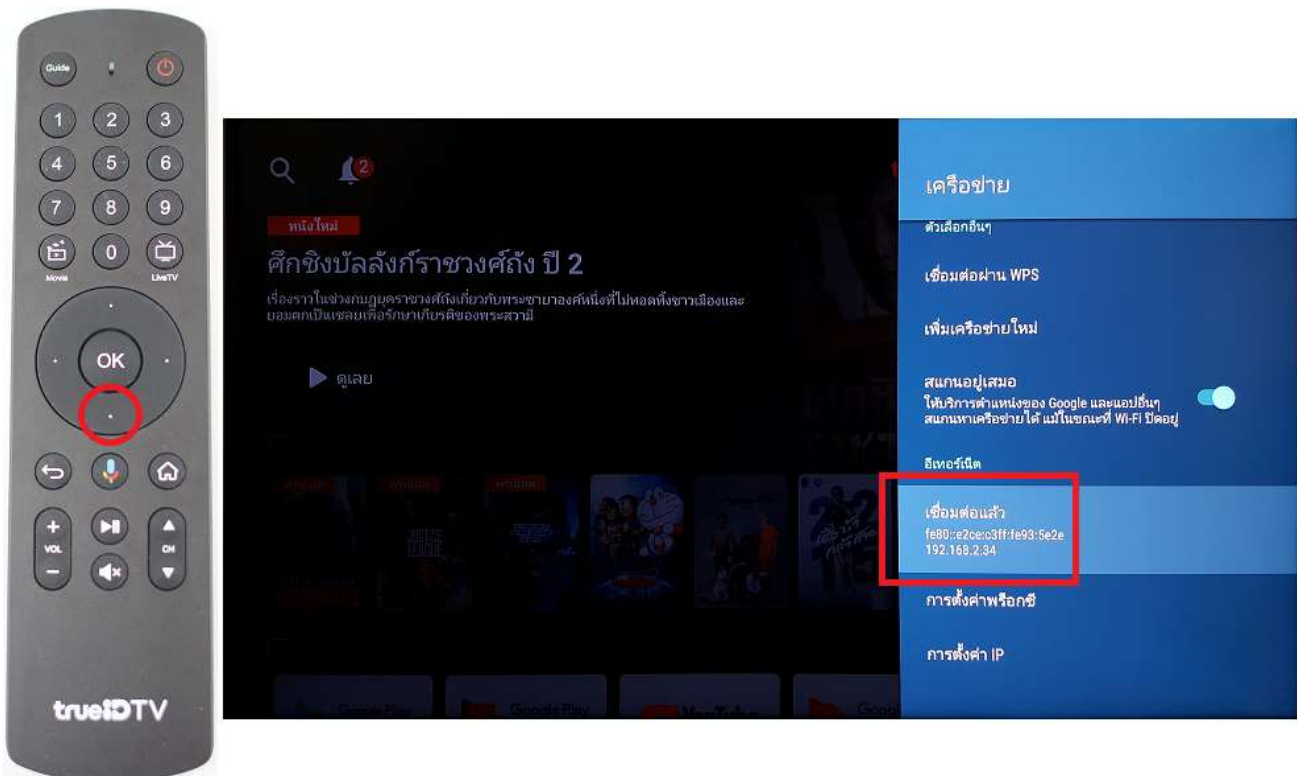 Guide
1 2 3
4 5 6
7 8 9
0
Movie
LiveTV
OK
+
VOL
-
CH
trueIDTV
2
หนังใหม่
ศึกชิงบัลลังก์ราชวงศ์ถัง ปี 2
เรื่องราวในช่วงกบฏยุคราชวงศ์ถังเกี่ยวกับพระชายาองค์หนึ่งที่ไม่ทอดทิ้งชาวเมืองและ
ยอมตกเป็นเชลยเพื่อรักษาเกียรติของพระสวามี
ดูเลย
JUSTICE
LEAGUE
Google Play
Google Play
YouTube
เครือข่าย
ตัวเลือกอื่นๆ
เชื่อมต่อผ่าน WPS
เพิ่มเครือข่ายใหม่
สแกนอยู่เสมอ
ให้บริการตำแหน่งของ Google และแอปอื่นๆ
สแกนหาเครือข่ายได้ แม้ในขณะที่ Wi-Fi ปิดอยู่
อีเทอร์เน็ต
เชื่อมต่อแล้ว
fe80::e2ce:c3ff:fe93:5e2e
192.168.2.34
การตั้งค่าพร็อกซี
การตั้งค่า IP